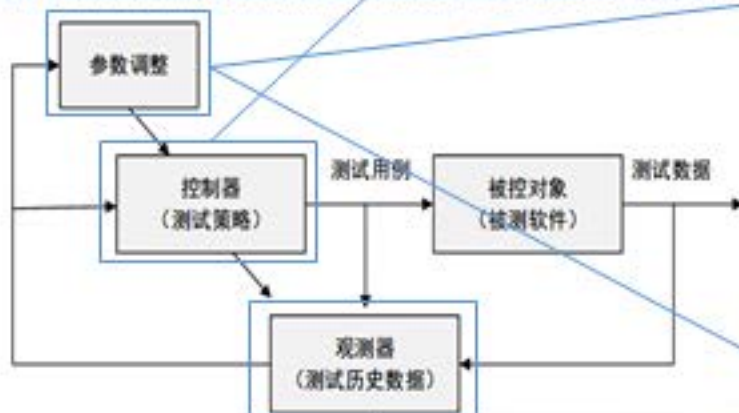 参数调整
控制器
（测试策略）
测试用例
被控对象
（被测软件）
测试数据
观测器
（测试历史数据）